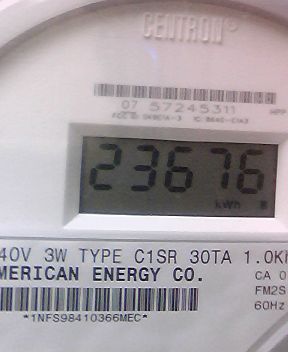 CENTRON®
07 57245311
23676
kWh
40V 3W TYPE C1SR 30TA 1.0K
MERICAN ENERGY CO.
CA 0
FM2S
60Hz
*1NFS98410366MEC*